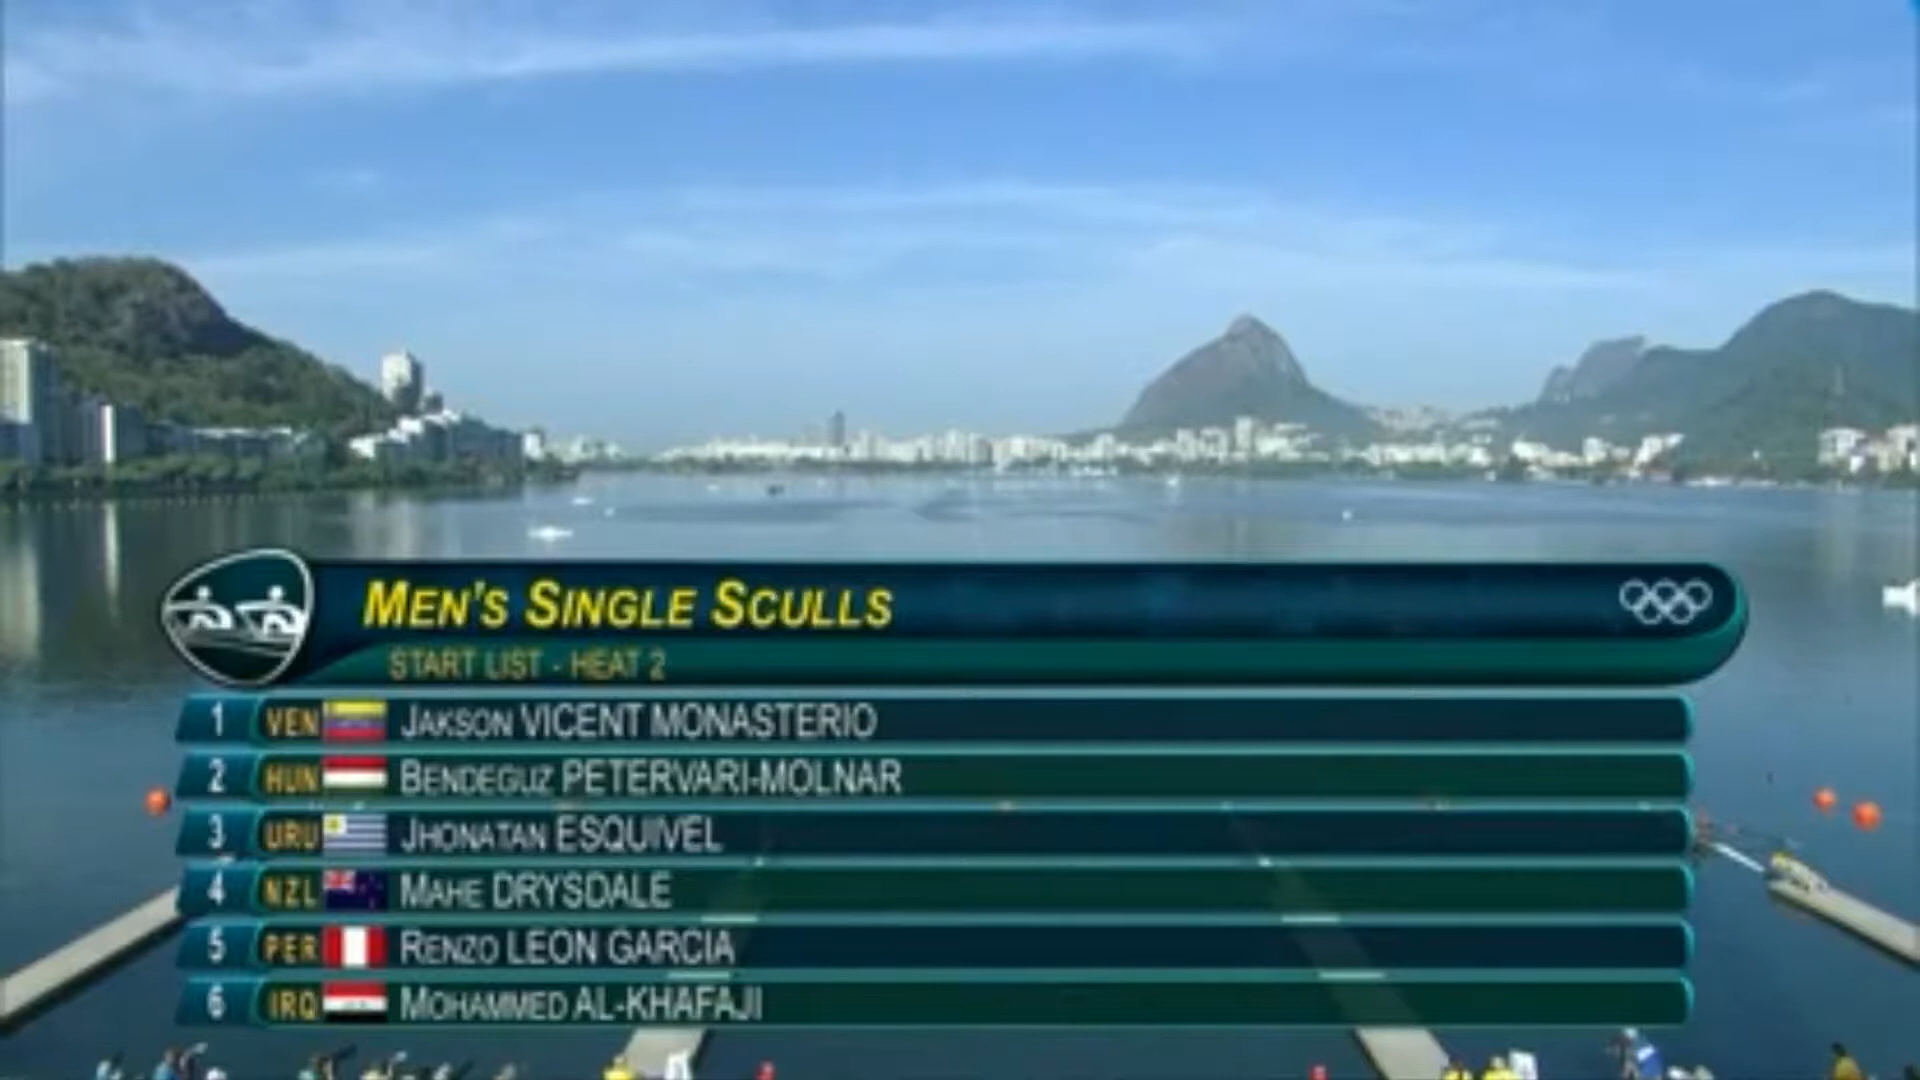 MEN'S SINGLE SCULLS
START LIST - HEAT 2
1 VEN JAKSON VICENT MONASTERIO
2 HUN BENDEGUZ PETERVARI-MOLNAR
3 URU JHONATAN ESQUIVEL
4 NZL MAHE DRYSDALE
5 PER RENZO LEON GARCIA
6 IRQ MOHAMMED AL-KHAFAJI